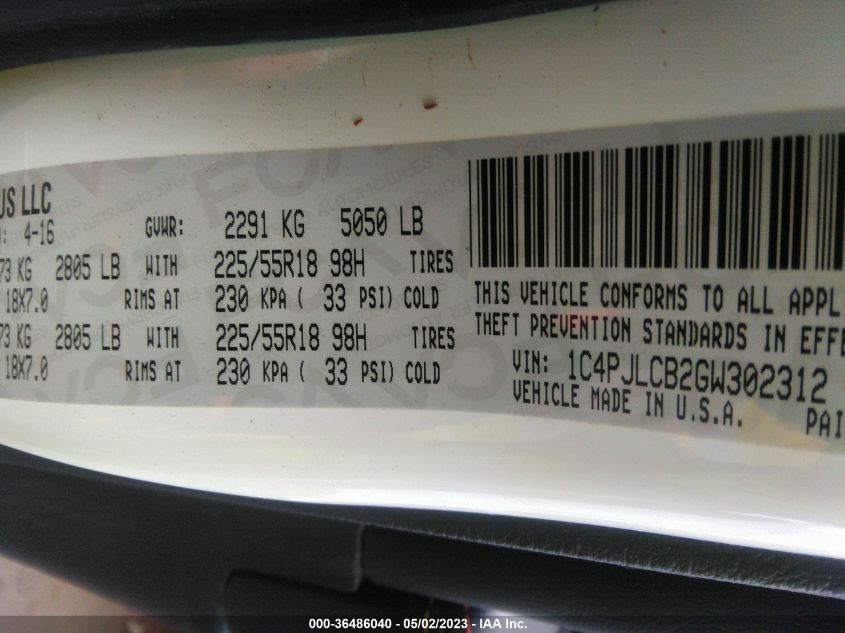 US LLC
4-16 GVWR: 2291 KG 5050 LB
73 KG 2805 LB WITH 225/55R18 98H TIRES
18X7.0 RIMS AT 230 KPA ( 33 PSI) COLD
73 KG 2805 LB WITH 225/55R18 98H TIRES
18X7.0 RIMS AT 230 KPA ( 33 PSI) COLD
THIS VEHICLE CONFORMS TO ALL APPL
THEFT PREVENTION STANDARDS IN EFFE
VIN: 1C4PJLCB2GW302312
VEHICLE MADE IN U.S.A. PAI
000-36486040 - 05/02/2023 - IAA Inc.